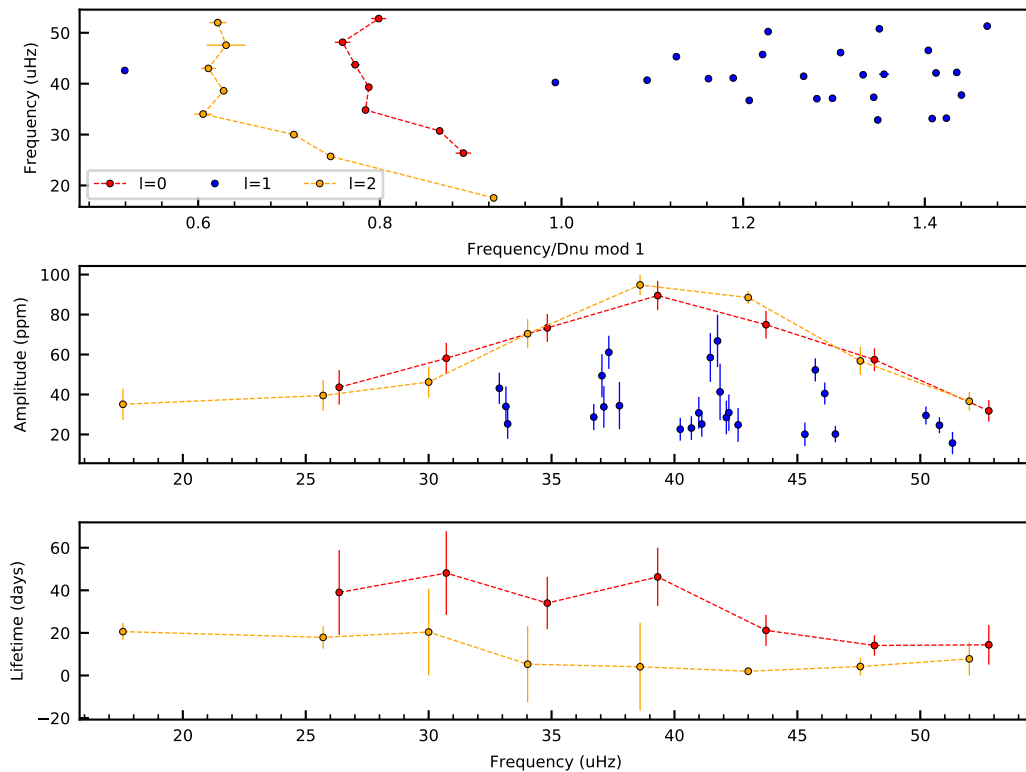 50
40
30
20
Frequency (uHz)
l=0 l=1 l=2
0.6 0.8 1.0 1.2 1.4
Frequency/Dnu mod 1
100
80
60
40
20
Amplitude (ppm)
20 25 30 35 40 45 50
60
40
20
0
−20
Lifetime (days)
20 25 30 35 40 45 50
Frequency (uHz)